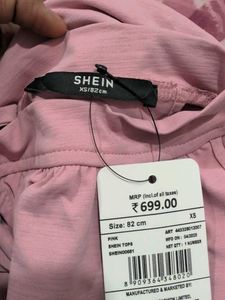 SHEIN
XS/82cm
MRP (Incl.of all taxes)
₹699.00
Size: 82 cm XS
PINK
SHEIN TOPS
NET QTY : 1 NUMBER
MANUFACTURED & MARKETED BY: